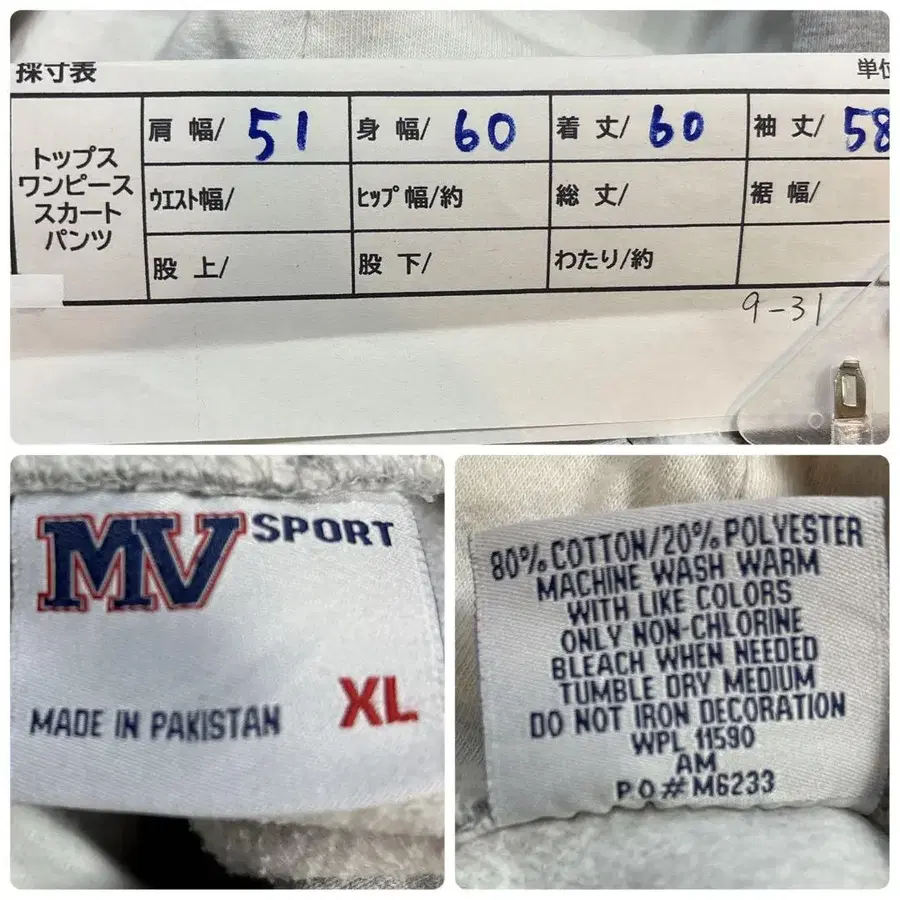 採寸表 単位
トップス
ワンピース
スカート
パンツ
肩 幅/ 51 身 幅/ 60 着 丈/ 60 袖 丈/ 58
ウエスト幅/ ヒップ 幅/約 総 丈/ 裾 幅/
股 上/ 股 下/ わたり/約
9-31
MV SPORT
XL
MADE IN PAKISTAN
80% COTTON/20% POLYESTER
MACHINE WASH WARM
WITH LIKE COLORS
ONLY NON-CHLORINE
BLEACH WHEN NEEDED
TUMBLE DRY MEDIUM
DO NOT IRON DECORATION
WPL 11590
AM
P.O# M6233